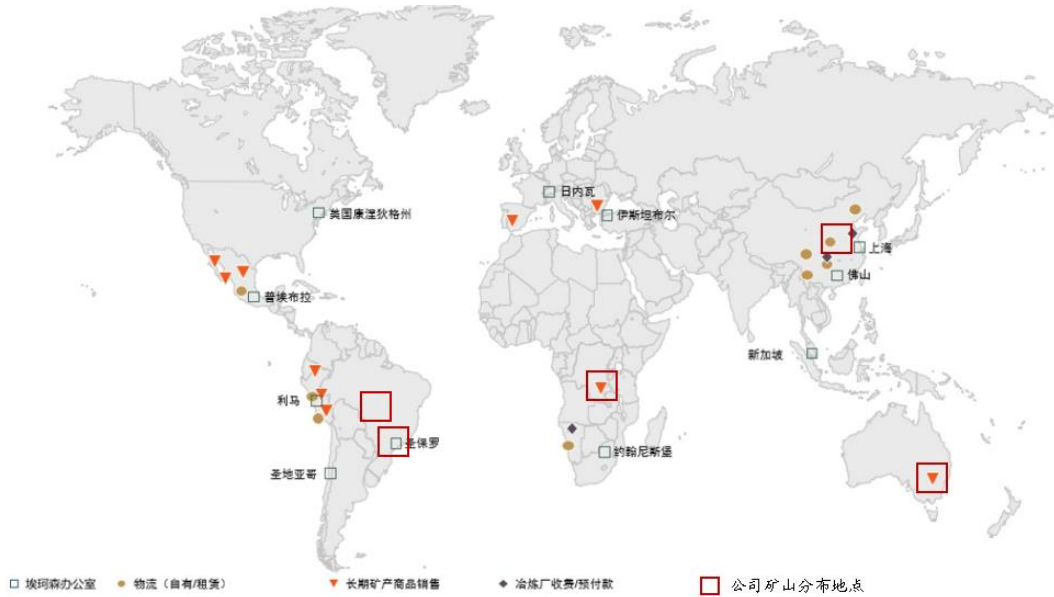 日内瓦
美国康涅狄格州
伊斯坦布尔
上海
佛山
普埃布拉
新加坡
利马
圣保罗
约翰尼斯堡
圣地亚哥
埃珂森办公室
物流（自有/租赁）
长期矿产商品销售
冶炼厂收费/预付款
公司矿山分布地点